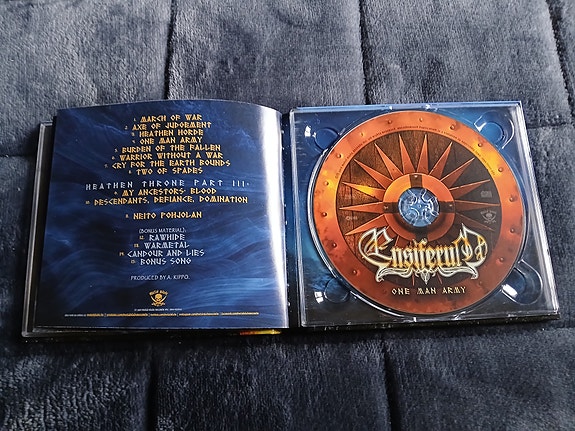 1. MARCH OF WAR
2. AXE OF JUDGEMENT
3. HEATHEN HORDE
4. ONE MAN ARMY
5. BURDEN OF THE FALLEN
6. WARRIOR WITHOUT A WAR
7. CRY FOR THE EARTH BOUNDS
8. TWO OF SPADES
HEATHEN THRONE PART III:
9. MY ANCESTORS' BLOOD
10. DESCENDANTS, DEFIANCE, DOMINATION
11. NEITO POHJOLAN
(BONUS MATERIAL):
12. RAWHIDE
13. WARMETAL
14. CANDOUR AND LIES
15. BONUS SONG
PRODUCED BY A. KIPPO.
ENSIFERUM
ONE MAN ARMY